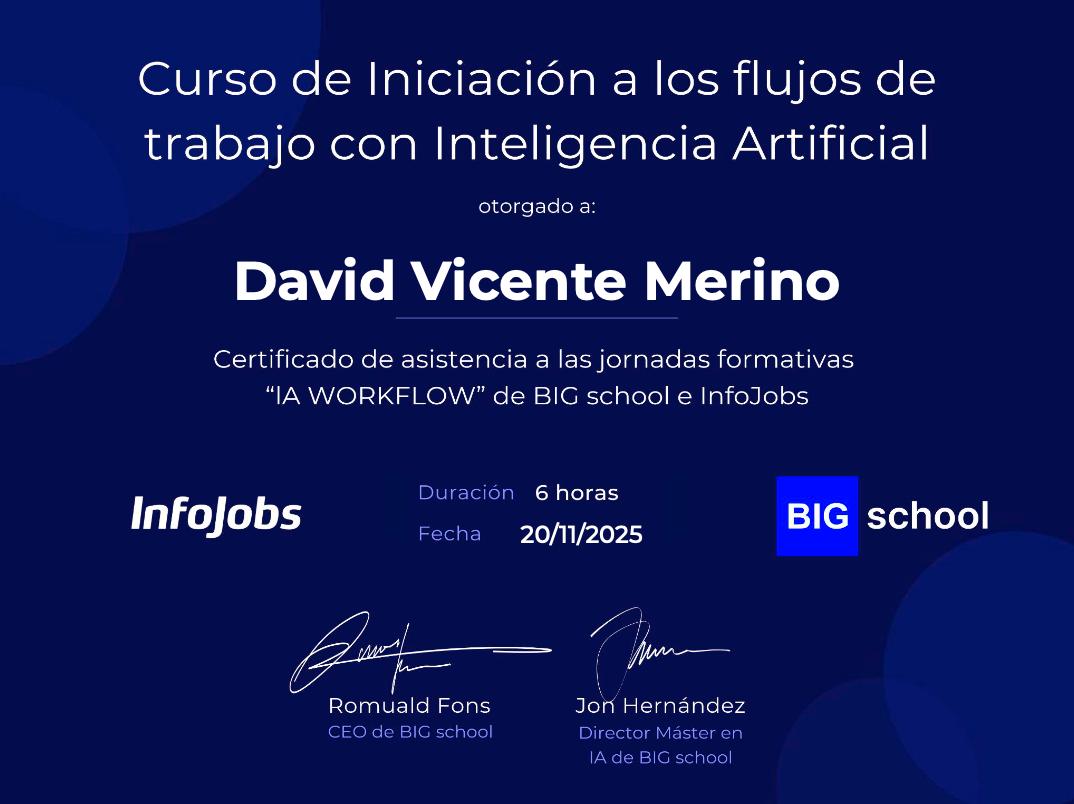 Curso de Iniciación a los flujos de
trabajo con Inteligencia Artificial
otorgado a:
David Vicente Merino
Certificado de asistencia a las jornadas formativas
“lA WORKFLOW” de BIG school e InfoJobs
InfoJobs
Duración 6 horas
Fecha 20/11/2025
BIG school
Romuald Fons
CEO de BIG school
Jon Hernández
Director Máster en
IA de BIG school